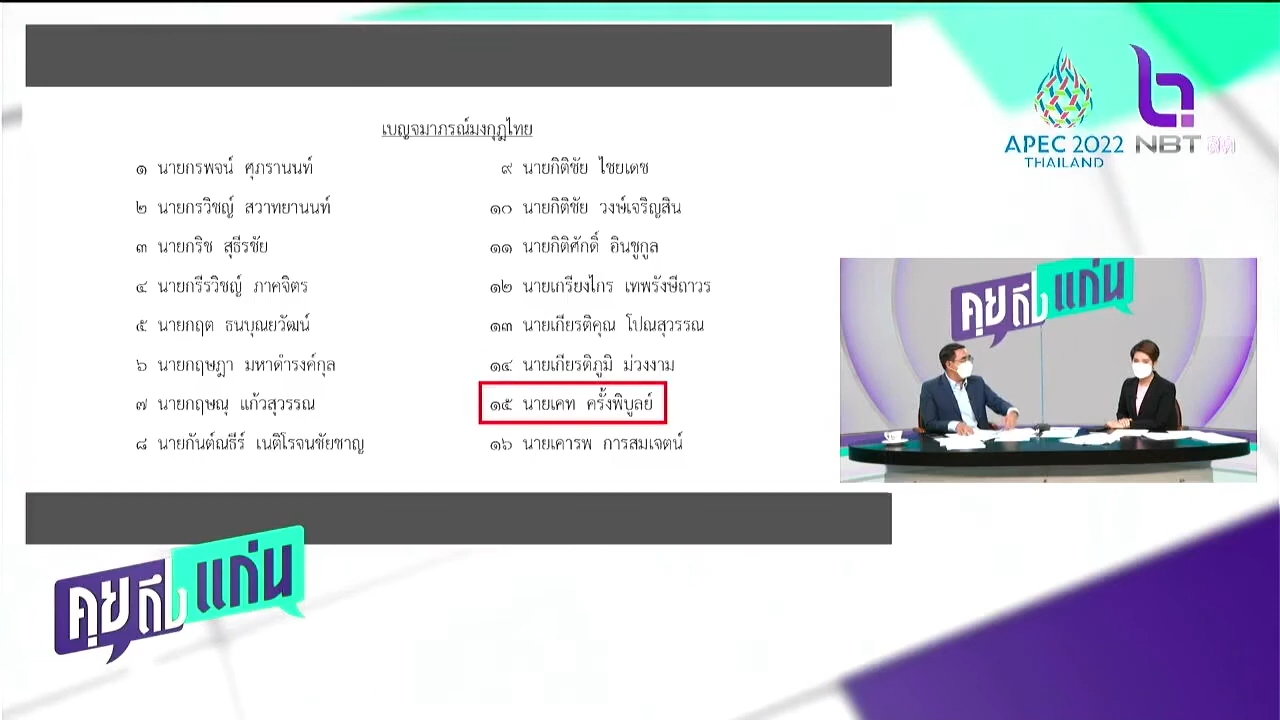 เบญจมาภรณ์มงกุฎไทย
๑ นายกรพจน์ ศุภรานนท์
๒ นายกรวิชญ์ สวาทยานนท์
๓ นายกริช สุธีรชัย
๔ นายกรีรวิชญ์ ภาคจิตร
๕ นายกฤต ธนบุณยวัฒน์
๖ นายกฤษฎา มหาดำรงค์กุล
๗ นายกฤษณุ แก้วสุวรรณ
๘ นายกันต์ณธีร์ เนติโรจนชัยชาญ
๙ นายกิติชัย ไชยเดช
๑๐ นายกิติชัย วงษ์เจริญสิน
๑๑ นายกิติศักดิ์ อินชูกูล
๑๒ นายเกรียงไกร เทพรังษีถาวร
๑๓ นายเกียรติคุณ โปณสุวรรณ
๑๔ นายเกียรติภูมิ ม่วงงาม
๑๕ นายเคท ครั้งพิบูลย์
๑๖ นายเคารพ การสมเจตน์
APEC 2022
THAILAND
NBT
สด
คุยถึงแก่น
คุยถึงแก่น